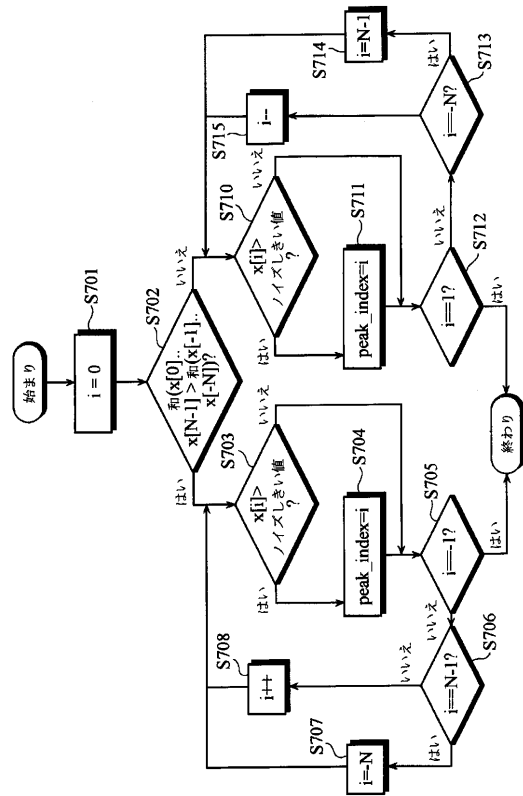 始まり
S701
i = 0
S702
和(x[0]..
x[N-1] > 和(x[-1]..
x[-N])?
はい
いいえ
S703
x[i]>
ノイズしきい値
?
はい
いいえ
S704
peak_index=i
S705
i==-1?
いいえ
はい
S706
i==N-1?
いいえ
はい
S707
i=-N
S708
i++
S710
x[i]>
ノイズしきい値
?
はい
いいえ
S711
peak_index=i
S712
i==1?
いいえ
はい
S713
i==-N?
はい
S714
i=N-1
S715
i--
いいえ
終わり